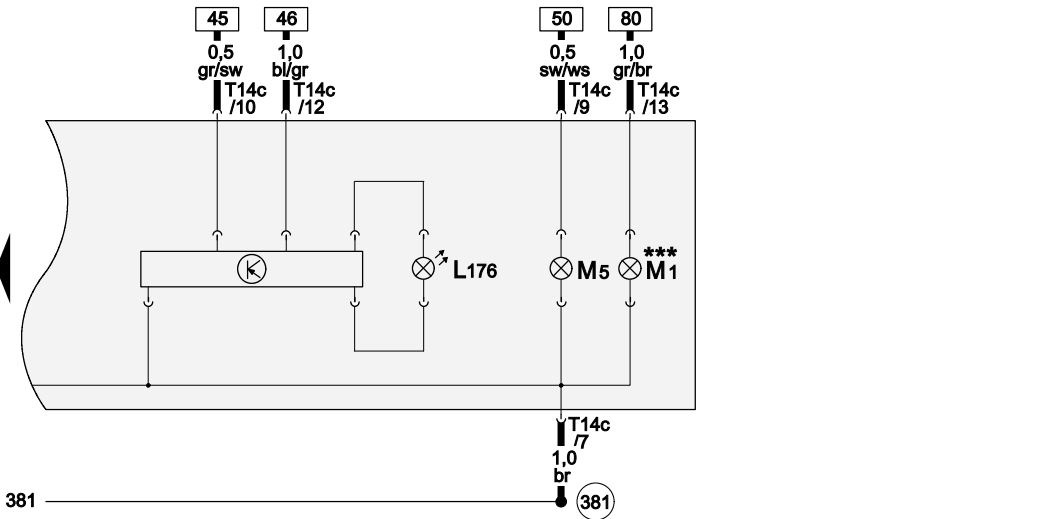 45 46 50 80
0,5 1,0 0,5 1,0
gr/sw bl/gr sw/ws gr/br
T14c T14c T14c T14c
/10 /12 /9 /13
***
L176 M5 M1
T14c
/7
1,0
br
381 381